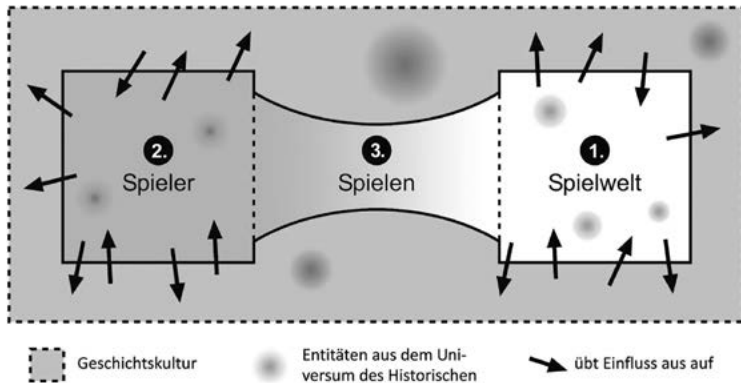 2.
Spieler
3.
Spielen
1.
Spielwelt
Geschichtskultur
Entitäten aus dem Uni-
versum des Historischen
übt Einfluss aus auf